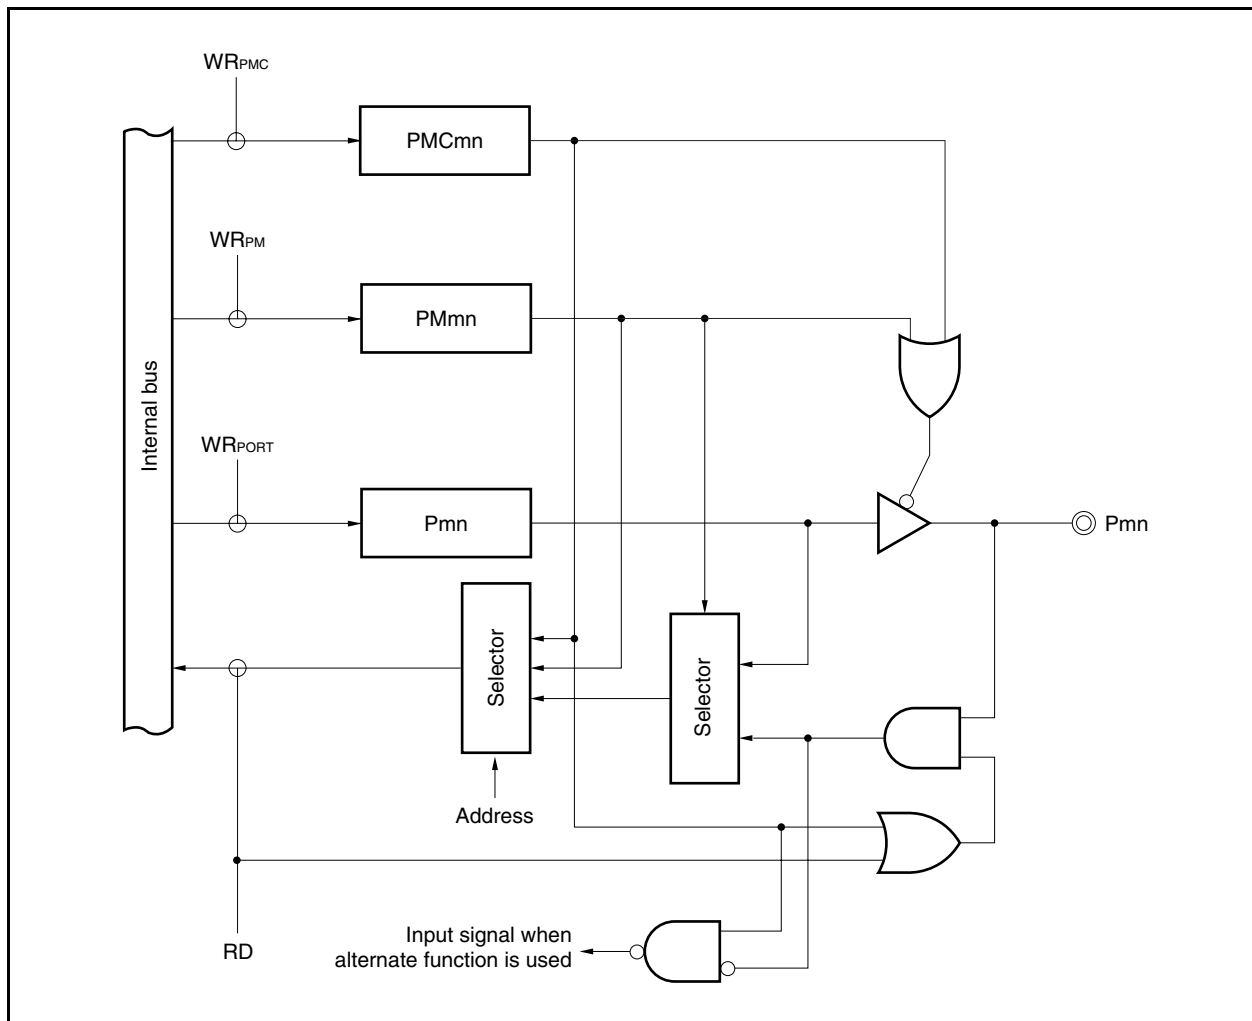 WRPMC
PMCmn
WRPM
PMmn
Internal bus
WRPORT
Pmn
Pmn
Selector
Selector
Address
RD
Input signal when
alternate function is used